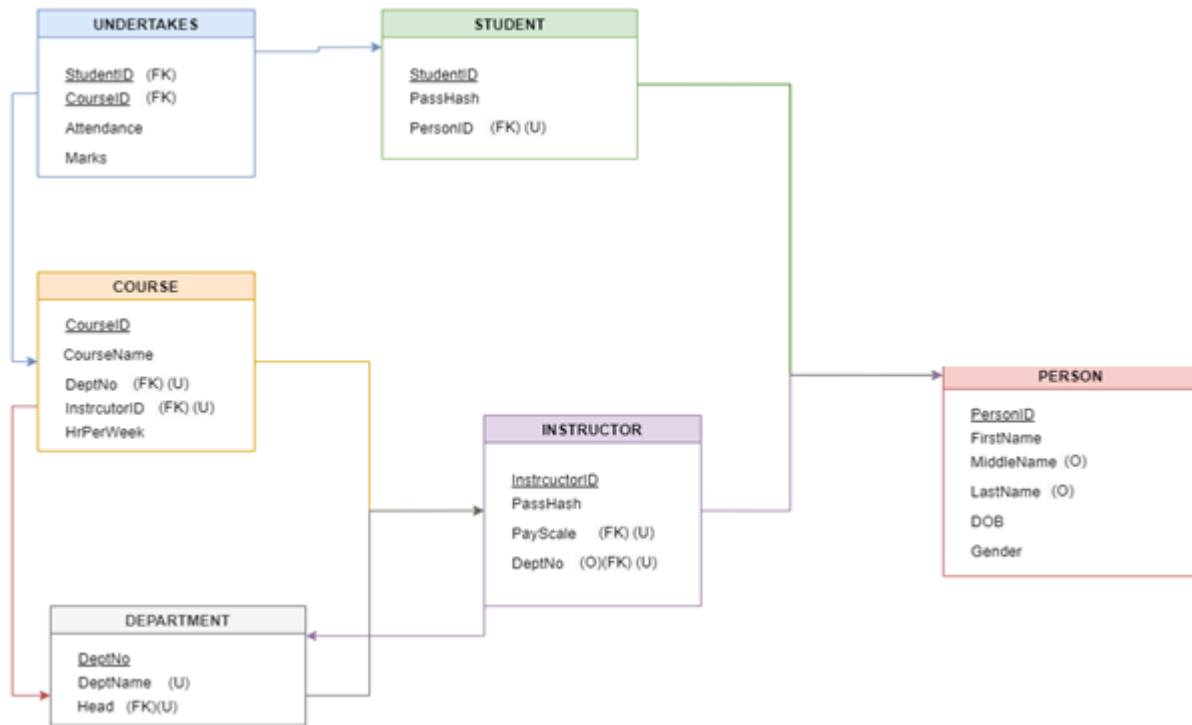 UNDERTAKES
StudentID (FK)
CourseID (FK)
Attendance
Marks
STUDENT
StudentID
PassHash
PersonID (FK) (U)
COURSE
CourseID
CourseName
DeptNo (FK) (U)
InstrcutorID (FK) (U)
HrPerWeek
INSTRUCTOR
InstrcuctorID
PassHash
PayScale (FK) (U)
DeptNo (O)(FK) (U)
PERSON
PersonID
FirstName
MiddleName (O)
LastName (O)
DOB
Gender
DEPARTMENT
DeptNo
DeptName (U)
Head (FK)(U)